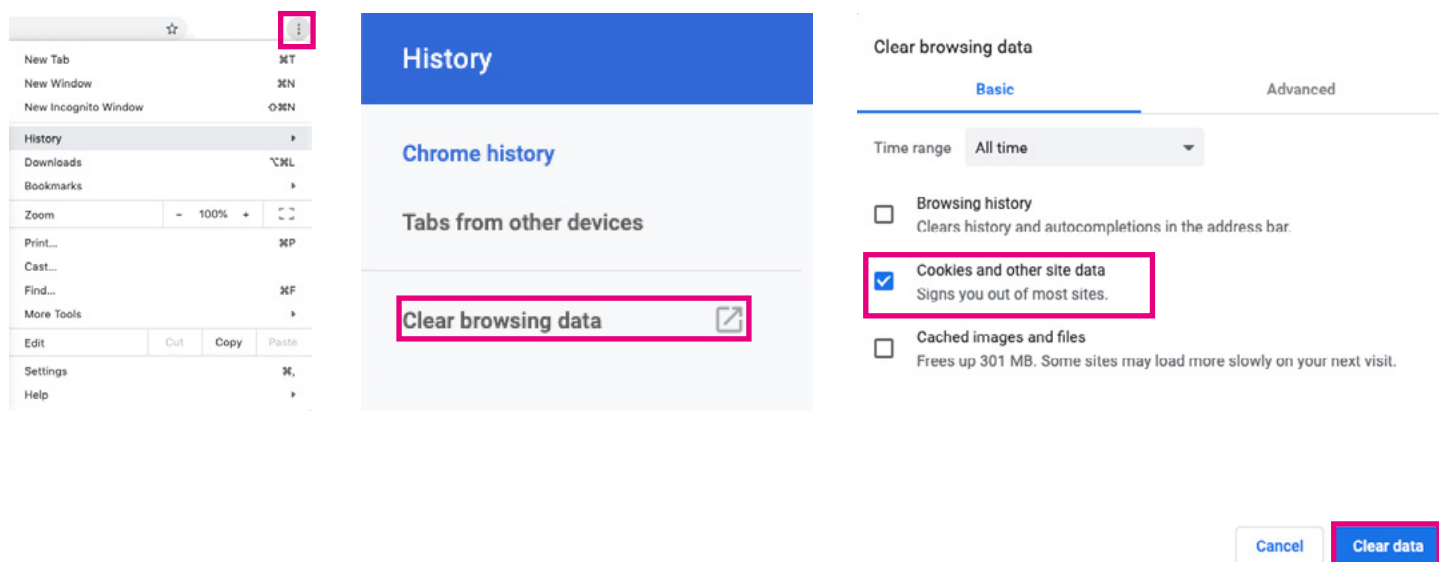 New Tab ⌘T
New Window ⌘N
New Incognito Window ⇧⌘N
History
Downloads ⌥⌘L
Bookmarks
Zoom - 100% +
Print... ⌘P
Cast...
Find... ⌘F
More Tools
Edit Cut Copy Paste
Settings ⌘,
Help
History
Chrome history
Tabs from other devices
Clear browsing data
Clear browsing data
Basic Advanced
Time range All time
Browsing history
Clears history and autocompletions in the address bar.
Cookies and other site data
Signs you out of most sites.
Cached images and files
Frees up 301 MB. Some sites may load more slowly on your next visit.
Cancel Clear data